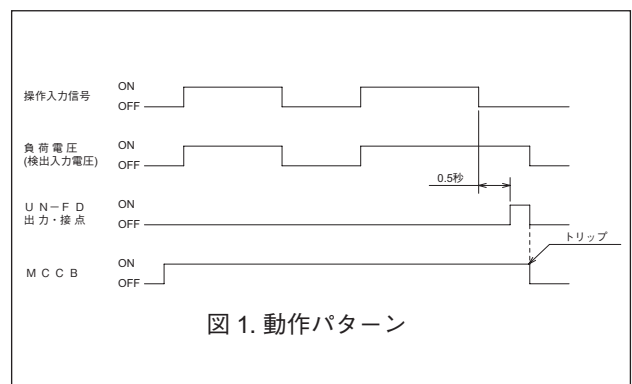 操作入力信号
ON
OFF
負荷電圧
(検出入力電圧)
ON
OFF
0.5秒
UN－FD
出力・接点
ON
OFF
トリップ
MCCB
ON
OFF
図 1. 動作パターン